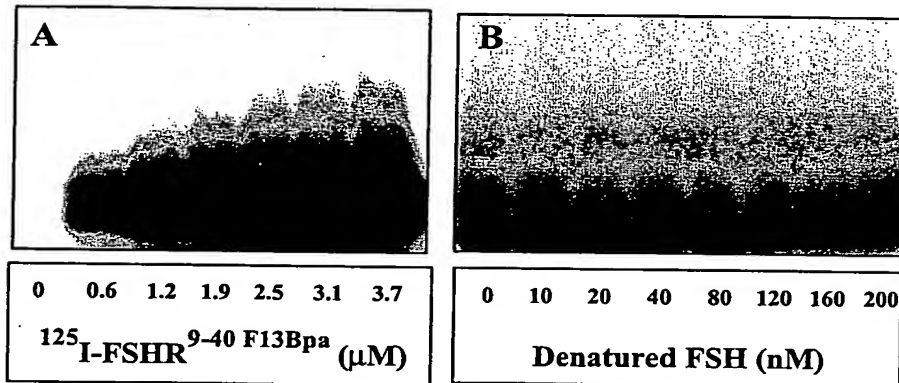 A
B
0 0.6 1.2 1.9 2.5 3.1 3.7
125I-FSHR9-40 F13Bpa (μM)
0 10 20 40 80 120 160 200
Denatured FSH (nM)